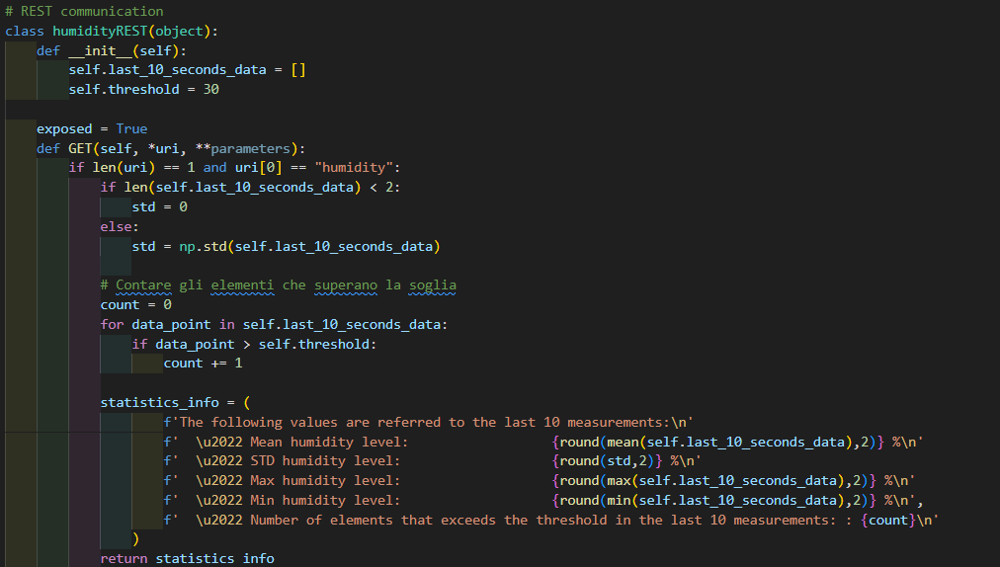 # REST communication
class humidityREST(object):
    def __init__(self):
        self.last_10_seconds_data = []
        self.threshold = 30

    exposed = True
    def GET(self, *uri, **parameters):
        if len(uri) == 1 and uri[0] == "humidity":
            if len(self.last_10_seconds_data) < 2:
                std = 0
            else:
                std = np.std(self.last_10_seconds_data)

            # Contare gli elementi che superano la soglia
            count = 0
            for data_point in self.last_10_seconds_data:
                if data_point > self.threshold:
                    count += 1

            statistics_info = (
                    f'The following values are referred to the last 10 measurements:\n'
                    f'  \u2022 Mean humidity level:                  {round(mean(self.last_10_seconds_data),2)} %\n'
                    f'  \u2022 STD humidity level:                   {round(std,2)} %\n'
                    f'  \u2022 Max humidity level:                   {round(max(self.last_10_seconds_data),2)} %\n'
                    f'  \u2022 Min humidity level:                   {round(min(self.last_10_seconds_data),2)} %\n',
                    f'  \u2022 Number of elements that exceeds the threshold in the last 10 measurements: : {count}\n'
                )
            return statistics_info